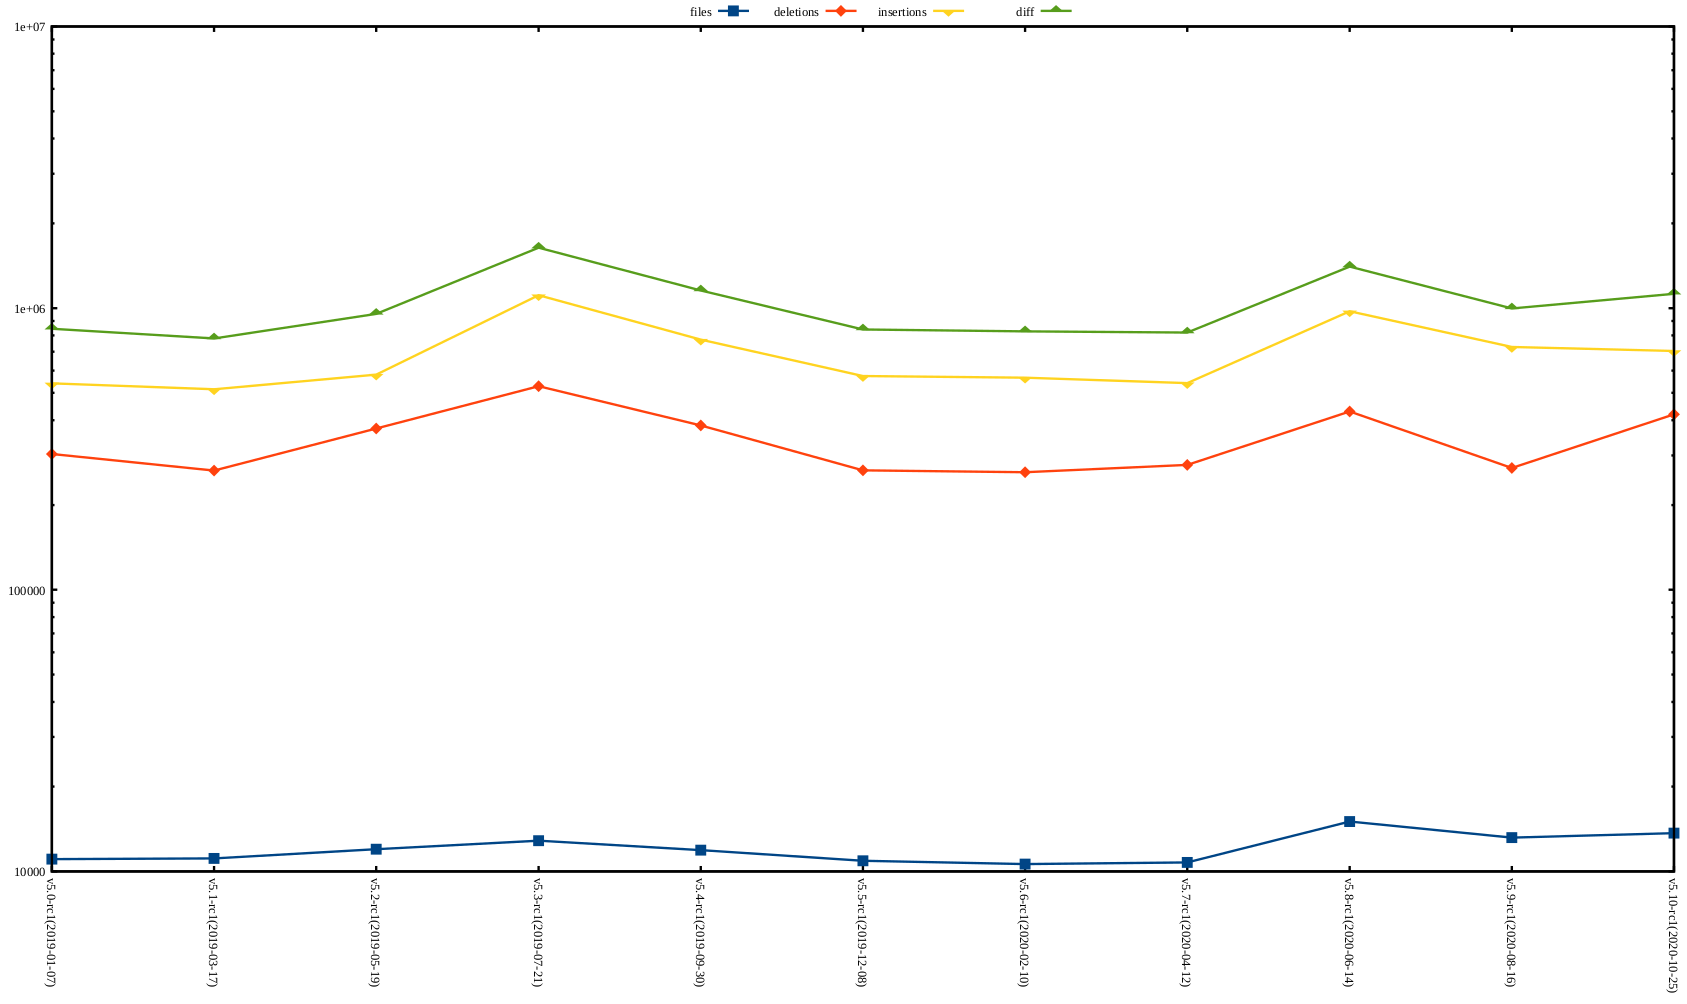 files deletions insertions diff
1e+07
1e+06
100000
10000
v5.0-rc1(2019-01-07)
v5.1-rc1(2019-03-17)
v5.2-rc1(2019-05-19)
v5.3-rc1(2019-07-21)
v5.4-rc1(2019-09-30)
v5.5-rc1(2019-12-08)
v5.6-rc1(2020-02-10)
v5.7-rc1(2020-04-12)
v5.8-rc1(2020-06-14)
v5.9-rc1(2020-08-16)
v5.10-rc1(2020-10-25)